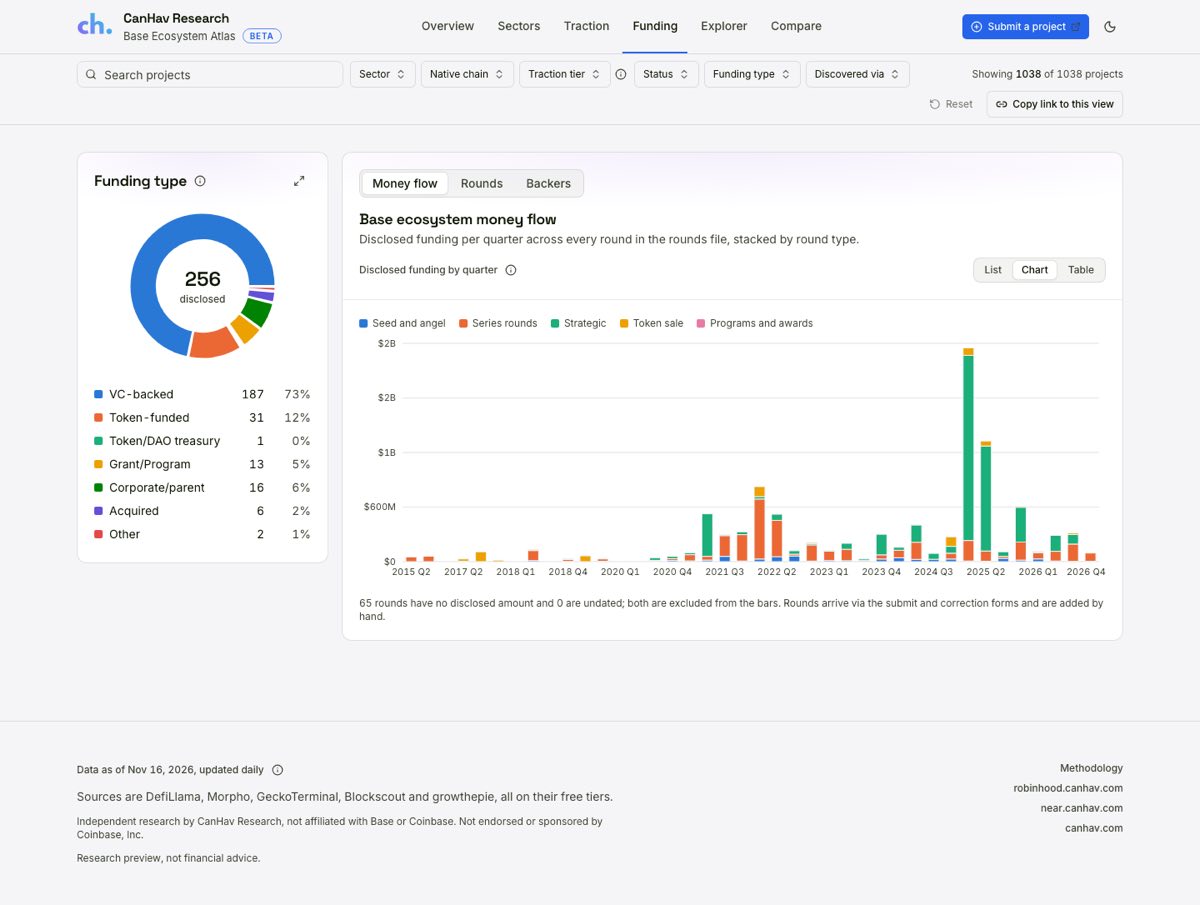 ch.
CanHav Research
Base Ecosystem Atlas BETA
Overview Sectors Traction Funding Explorer Compare
Submit a project
Search projects
Sector Native chain Traction tier Status Funding type Discovered via
Showing 1038 of 1038 projects
Reset Copy link to this view
Funding type
256
disclosed
VC-backed 187 73%
Token-funded 31 12%
Token/DAO treasury 1 0%
Grant/Program 13 5%
Corporate/parent 16 6%
Acquired 6 2%
Other 2 1%
Money flow Rounds Backers
Base ecosystem money flow
Disclosed funding per quarter across every round in the rounds file, stacked by round type.
Disclosed funding by quarter
List Chart Table
Seed and angel Series rounds Strategic Token sale Programs and awards
$2B
$2B
$1B
$600M
$0
2015 Q2 2017 Q2 2018 Q1 2018 Q4 2020 Q1 2020 Q4 2021 Q3 2022 Q2 2023 Q1 2023 Q4 2024 Q3 2025 Q2 2026 Q1 2026 Q4
65 rounds have no disclosed amount and 0 are undated; both are excluded from the bars. Rounds arrive via the submit and correction forms and are added by
hand.
Data as of Nov 16, 2026, updated daily
Sources are DefiLlama, Morpho, GeckoTerminal, Blockscout and growthepie, all on their free tiers.
Independent research by CanHav Research, not affiliated with Base or Coinbase. Not endorsed or sponsored by
Coinbase, Inc.
Research preview, not financial advice.
Methodology
robinhood.canhav.com
near.canhav.com
canhav.com